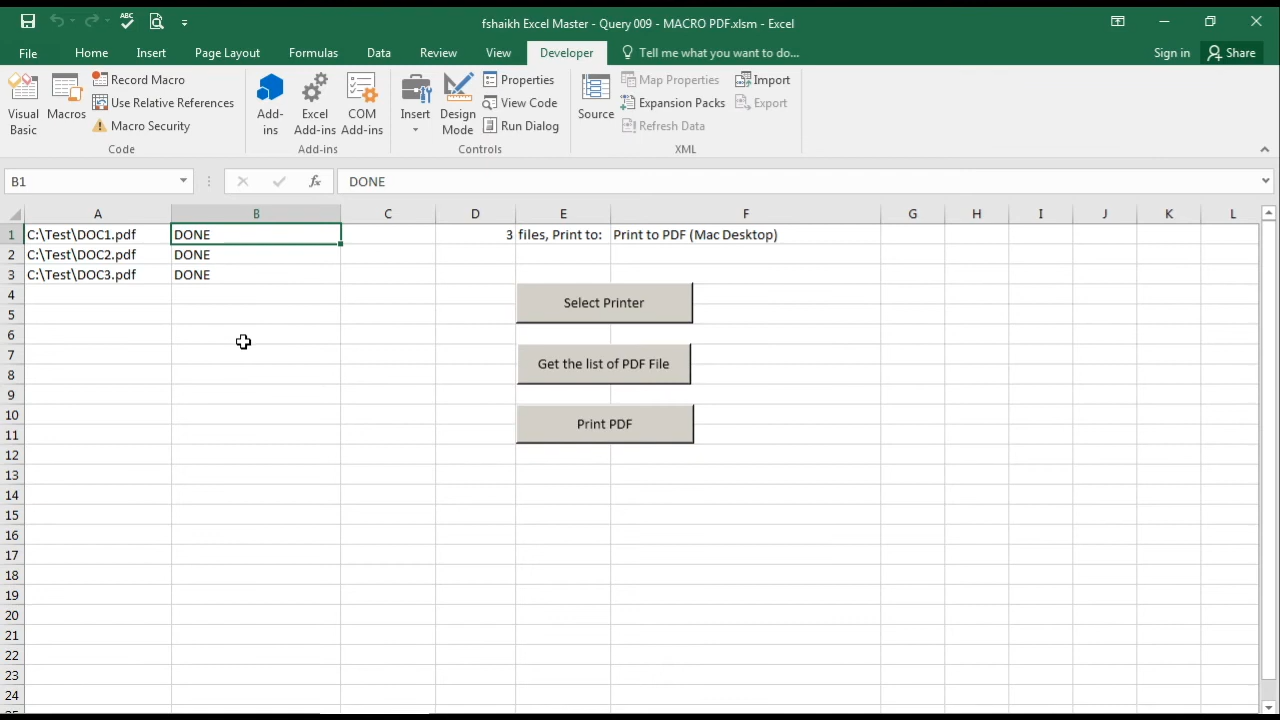 ABC
fshaikh Excel Master - Query 009 - MACRO PDF.xlsm - Excel
File Home Insert Page Layout Formulas Data Review View Developer Tell me what you want to do... Sign in Share
Visual Basic
Macros
Record Macro
Use Relative References
Macro Security
Code
Add-ins
Excel Add-ins
COM Add-ins
Add-ins
Insert
Design Mode
Properties
View Code
Run Dialog
Controls
Source
Map Properties
Expansion Packs
Refresh Data
Import
Export
XML
B1 fx DONE
A B C D E F G H I J K L
1 C:\Test\DOC1.pdf DONE 3 files, Print to: Print to PDF (Mac Desktop)
2 C:\Test\DOC2.pdf DONE
3 C:\Test\DOC3.pdf DONE
Select Printer
4
5
6
Get the list of PDF File
7
8
9
Print PDF
10
11
12
13
14
15
16
17
18
19
20
21
22
23
24